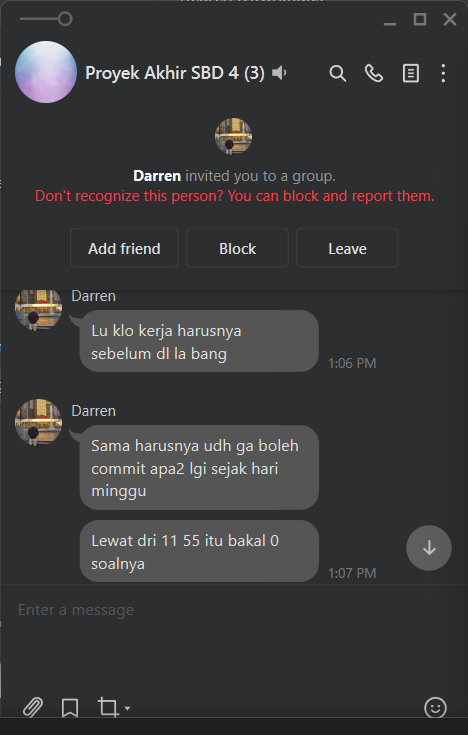 Proyek Akhir SBD 4 (3)
Darren invited you to a group.
Don't recognize this person? You can block and report them.
Add friend
Block
Leave
Darren
Lu klo kerja harusnya
sebelum dl la bang
1:06 PM
Darren
Sama harusnya udh ga boleh
commit apa2 lgi sejak hari
minggu
Lewat dri 11 55 itu bakal 0
soalnya
1:07 PM
Enter a message